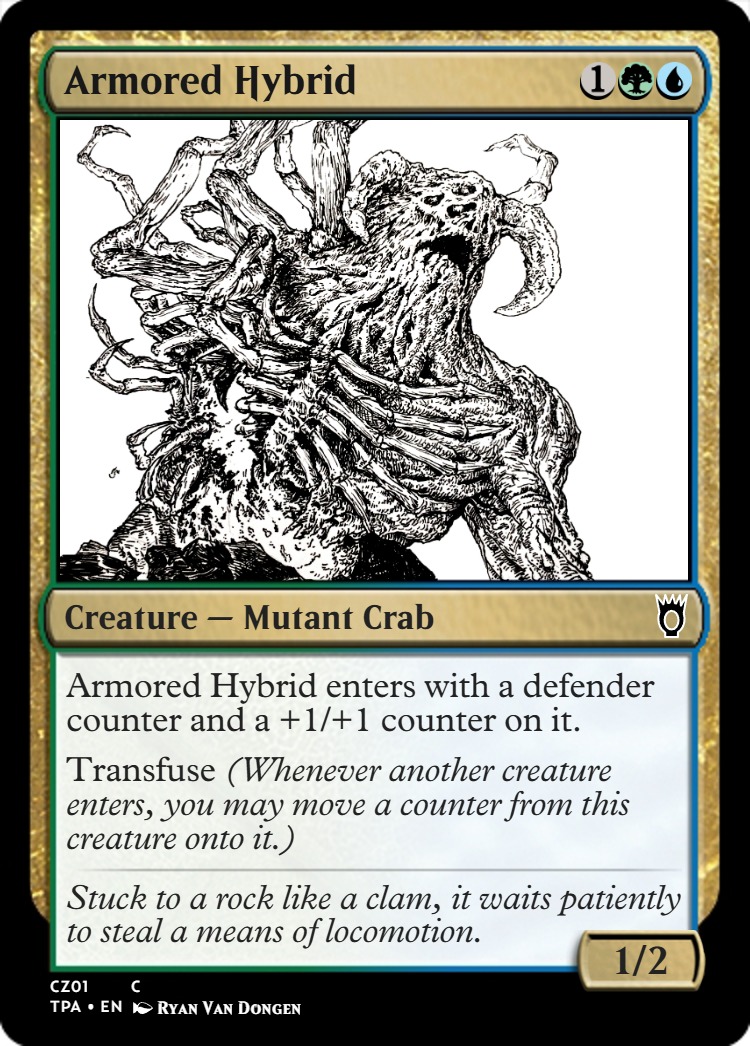 Armored Hybrid
1
Creature — Mutant Crab
Armored Hybrid enters with a defender
counter and a +1/+1 counter on it.
Transfuse (Whenever another creature
enters, you may move a counter from this
creature onto it.)
Stuck to a rock like a clam, it waits patiently
to steal a means of locomotion.
1/2
CZ01 C
TPA • EN Ryan Van Dongen